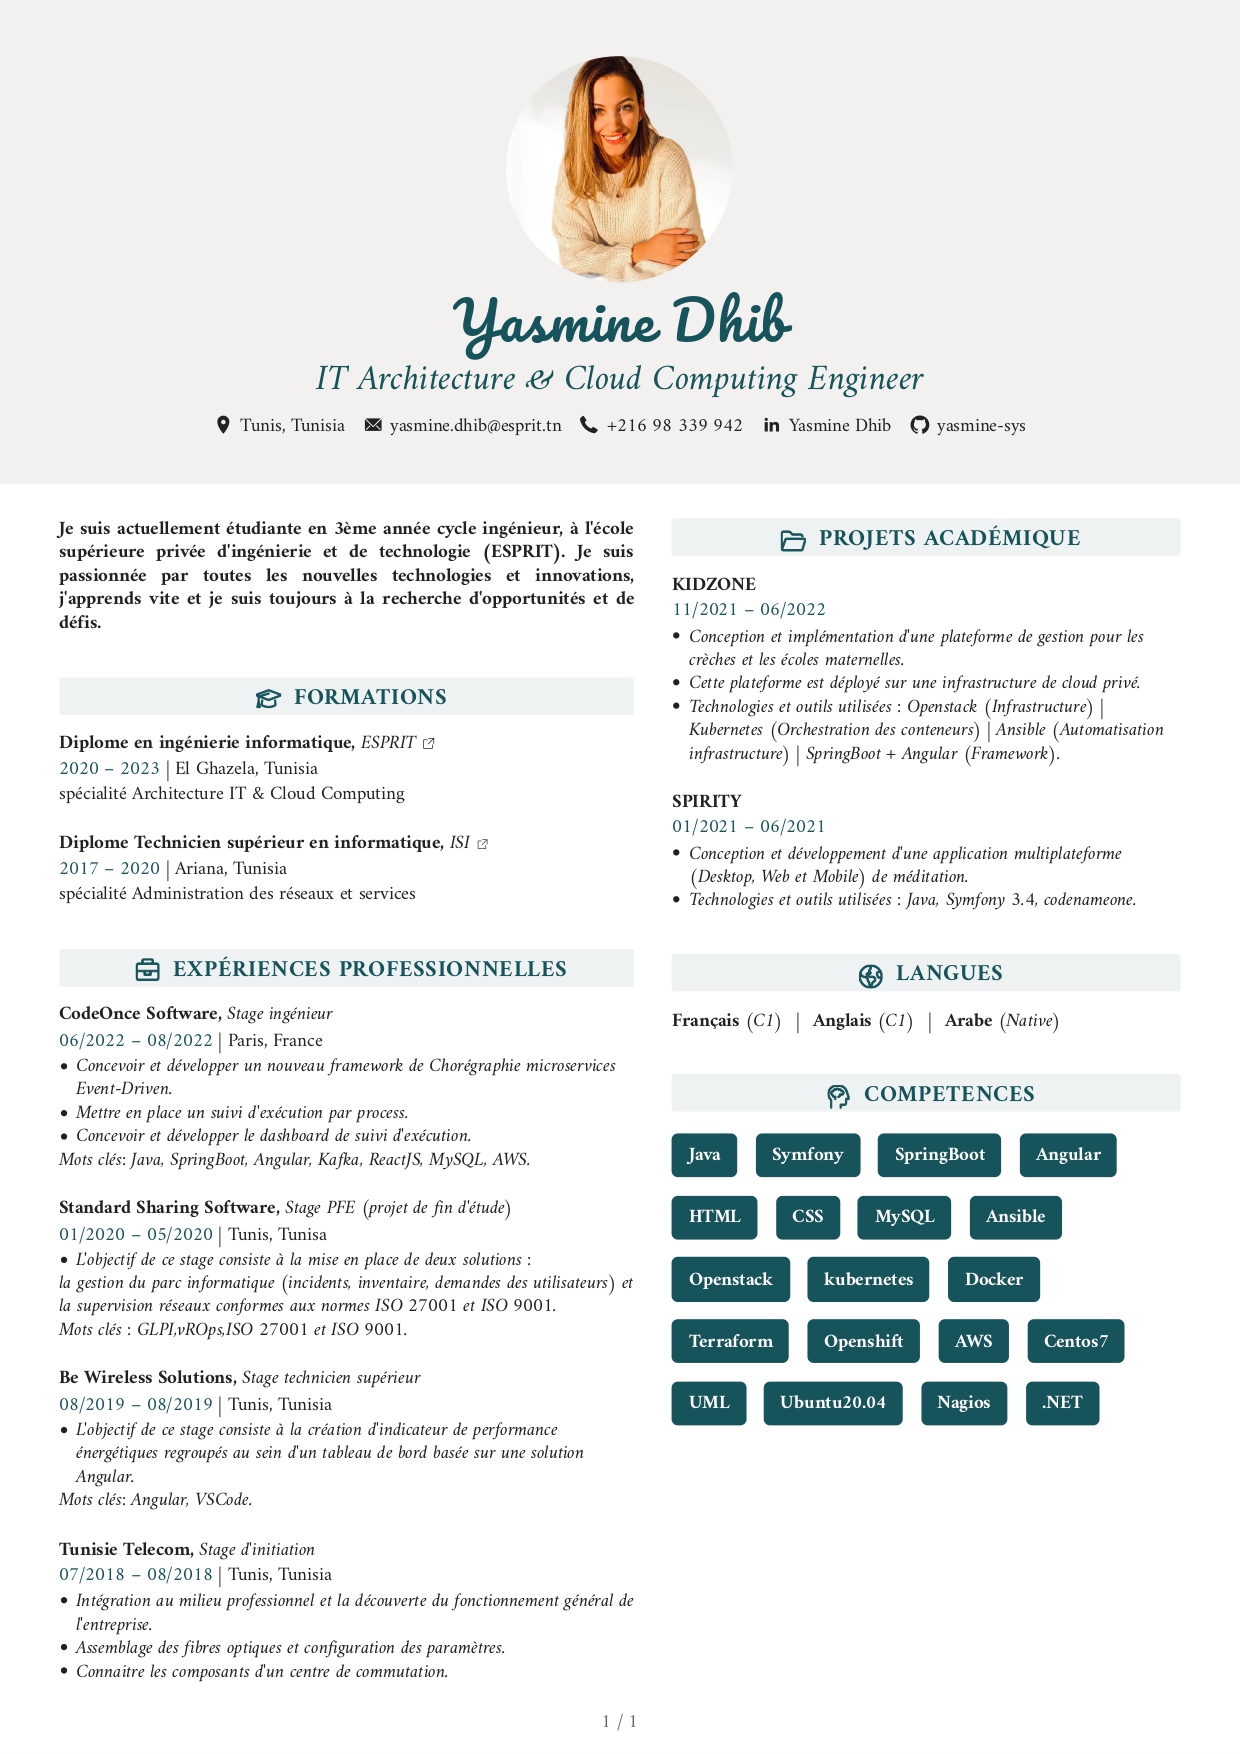 Yasmine Dhib
IT Architecture & Cloud Computing Engineer
Tunis, Tunisia yasmine.dhib@esprit.tn +216 98 339 942 Yasmine Dhib yasmine-sys
Je suis actuellement étudiante en 3ème année cycle ingénieur, à l'école
supérieure privée d'ingénierie et de technologie (ESPRIT). Je suis
passionnée par toutes les nouvelles technologies et innovations,
j'apprends vite et je suis toujours à la recherche d'opportunités et de
défis.
FORMATIONS
Diplome en ingénierie informatique, ESPRIT
2020 – 2023 | El Ghazela, Tunisia
spécialité Architecture IT & Cloud Computing
Diplome Technicien supérieur en informatique, ISI
2017 – 2020 | Ariana, Tunisia
spécialité Administration des réseaux et services
EXPÉRIENCES PROFESSIONNELLES
CodeOnce Software, Stage ingénieur
06/2022 – 08/2022 | Paris, France
• Concevoir et développer un nouveau framework de Chorégraphie microservices
Event-Driven.
• Mettre en place un suivi d'exécution par process.
• Concevoir et développer le dashboard de suivi d'exécution.
Mots clés: Java, SpringBoot, Angular, Kafka, ReactJS, MySQL, AWS.
Standard Sharing Software, Stage PFE (projet de fin d'étude)
01/2020 – 05/2020 | Tunis, Tunisa
• L'objectif de ce stage consiste à la mise en place de deux solutions :
la gestion du parc informatique (incidents, inventaire, demandes des utilisateurs) et
la supervision réseaux conformes aux normes ISO 27001 et ISO 9001.
Mots clés : GLPI,vROps,ISO 27001 et ISO 9001.
Be Wireless Solutions, Stage technicien supérieur
08/2019 – 08/2019 | Tunis, Tunisia
• L'objectif de ce stage consiste à la création d'indicateur de performance
énergétiques regroupés au sein d'un tableau de bord basée sur une solution
Angular.
Mots clés: Angular, VSCode.
Tunisie Telecom, Stage d'initiation
07/2018 – 08/2018 | Tunis, Tunisia
• Intégration au milieu professionnel et la découverte du fonctionnement général de
l'entreprise.
• Assemblage des fibres optiques et configuration des paramètres.
• Connaitre les composants d'un centre de commutation.
PROJETS ACADÉMIQUE
KIDZONE
11/2021 – 06/2022
• Conception et implémentation d'une plateforme de gestion pour les
crèches et les écoles maternelles.
• Cette plateforme est déployé sur une infrastructure de cloud privé.
• Technologies et outils utilisées : Openstack (Infrastructure) |
Kubernetes (Orchestration des conteneurs) | Ansible (Automatisation
infrastructure) | SpringBoot + Angular (Framework).
SPIRITY
01/2021 – 06/2021
• Conception et développement d'une application multiplateforme
(Desktop, Web et Mobile) de méditation.
• Technologies et outils utilisées : Java, Symfony 3.4, codenameone.
LANGUES
Français (C1) | Anglais (C1) | Arabe (Native)
COMPETENCES
Java Symfony SpringBoot Angular
HTML CSS MySQL Ansible
Openstack kubernetes Docker
Terraform Openshift AWS Centos7
UML Ubuntu20.04 Nagios .NET
1 / 1